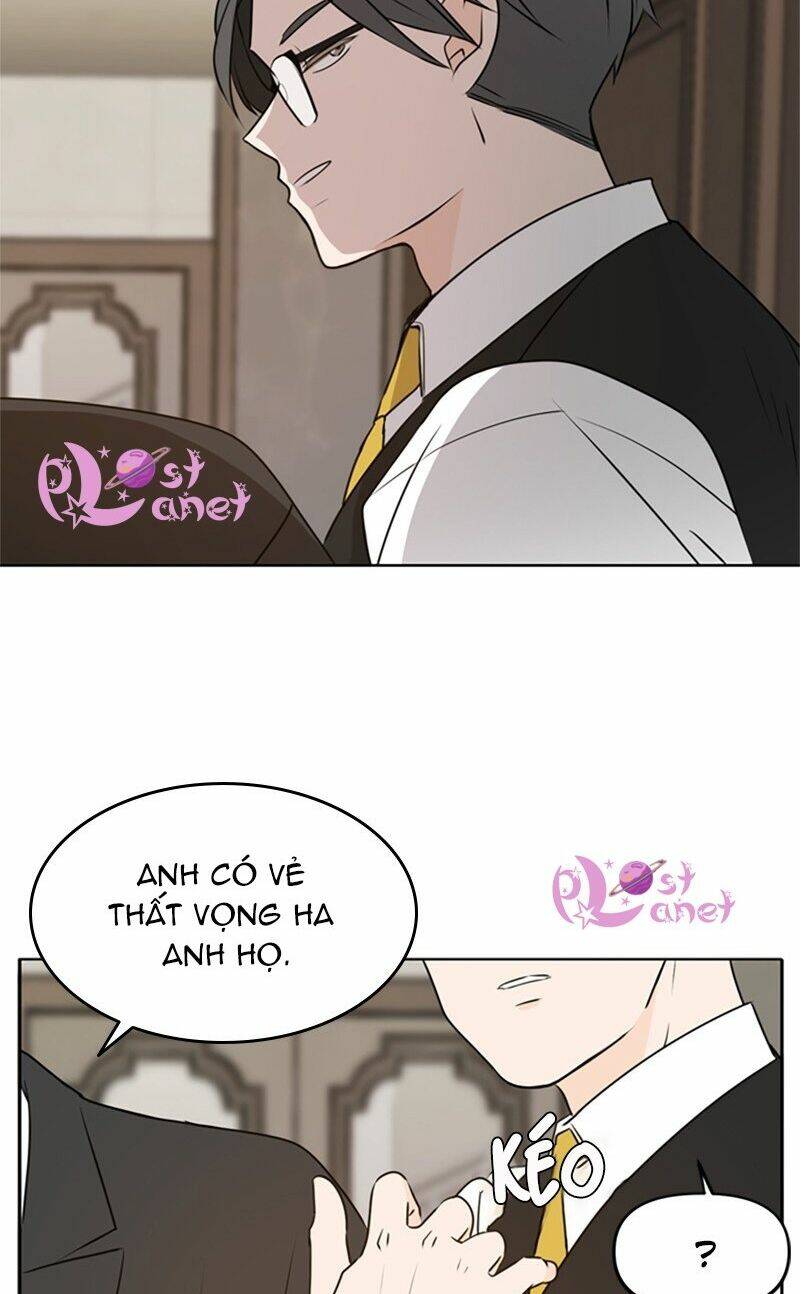 Lost
Planet
ANH CÓ VẺ
THẤT VỌNG HA
ANH HỌ.
Lost
Planet
KÉO
?